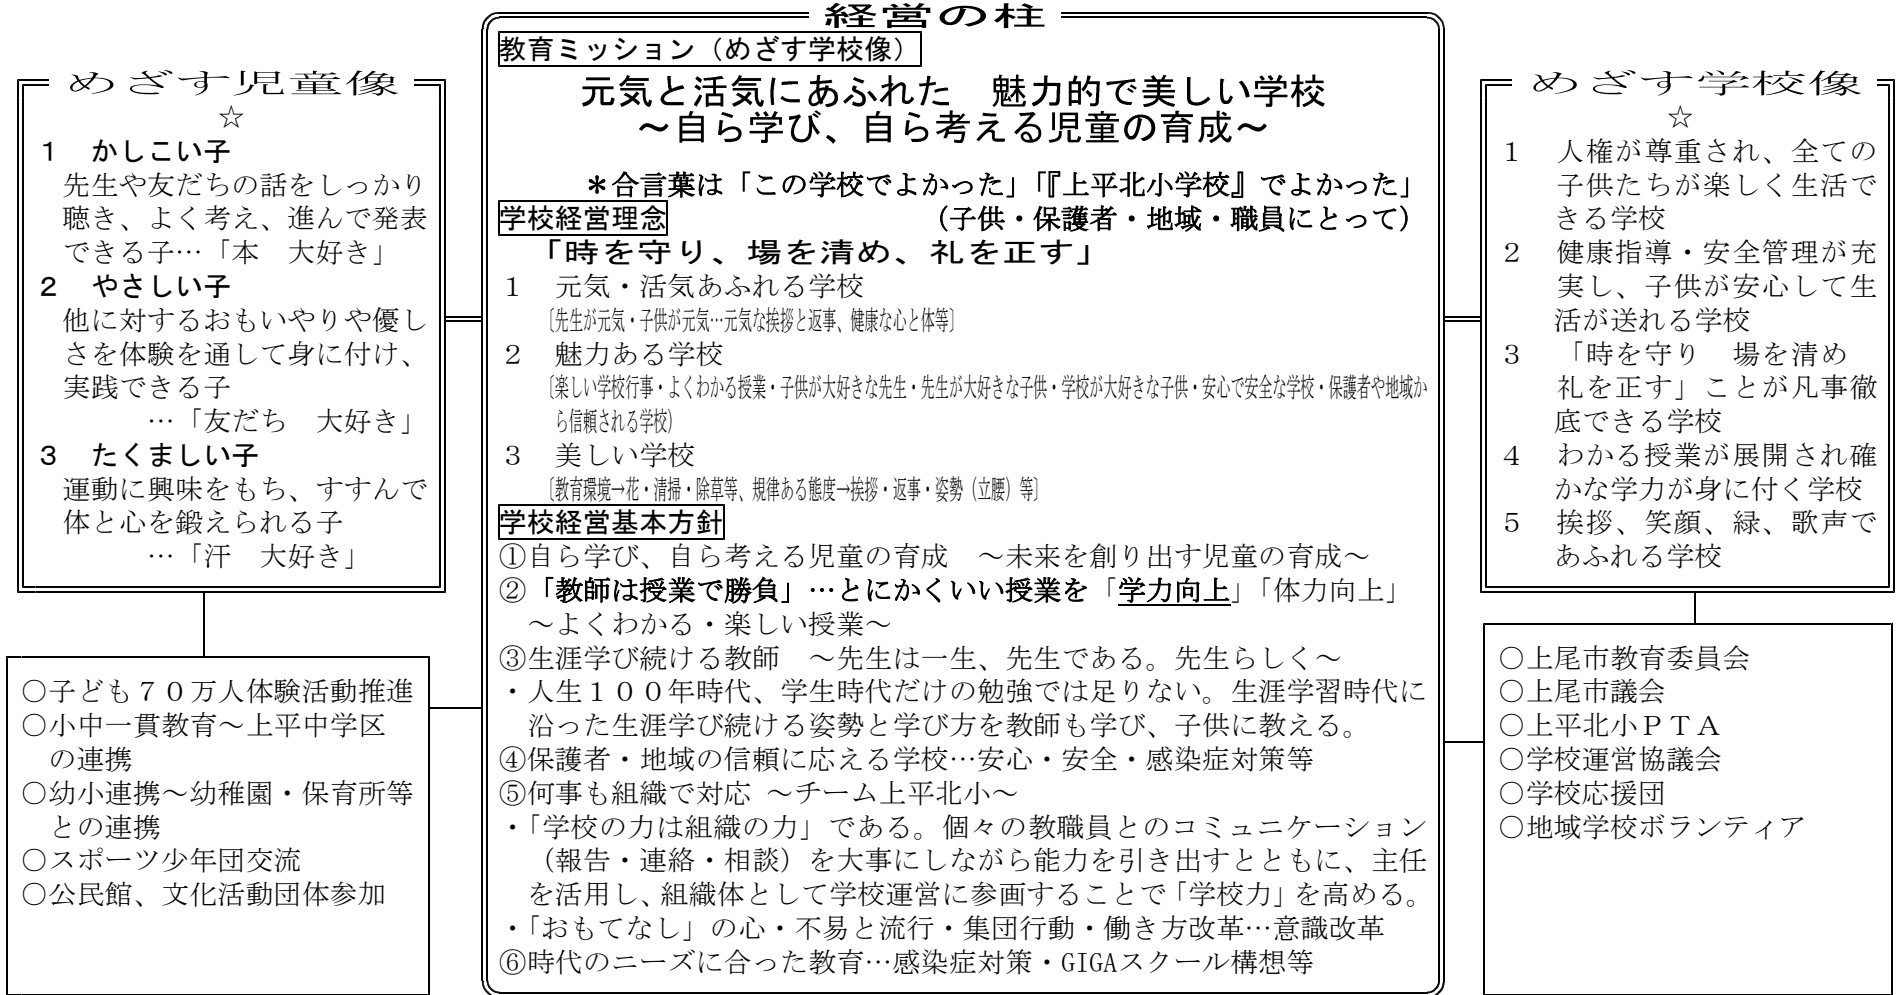 経営の柱
教育ミッション（めざす学校像）
元気と活気にあふれた　魅力的で美しい学校
～自ら学び、自ら考える児童の育成～
＊合言葉は「この学校でよかった」「『上平北小学校』でよかった」
学校経営理念　（子供・保護者・地域・職員にとって）
「時を守り、場を清め、礼を正す」
１　元気・活気あふれる学校
〔先生が元気・子供が元気…元気な挨拶と返事、健康な心と体等〕
２　魅力ある学校
〔楽しい学校行事・よくわかる授業・子供が大好きな先生・先生が大好きな子供・学校が大好きな子供・安心で安全な学校・保護者や地域か
ら信頼される学校〕
３　美しい学校
〔教育環境→花・清掃・除草等、規律ある態度→挨拶・返事・姿勢（立腰）等〕
学校経営基本方針
①自ら学び、自ら考える児童の育成　～未来を創り出す児童の育成～
②「教師は授業で勝負」…とにかくいい授業を「学力向上」「体力向上」
～よくわかる・楽しい授業～
③生涯学び続ける教師　～先生は一生、先生である。先生らしく～
・人生１００年時代、学生時代だけの勉強では足りない。生涯学習時代に
沿った生涯学び続ける姿勢と学び方を教師も学び、子供に教える。
④保護者・地域の信頼に応える学校…安心・安全・感染症対策等
⑤何事も組織で対応 ～チーム上平北小～
・「学校の力は組織の力」である。個々の教職員とのコミュニケーション
（報告・連絡・相談）を大事にしながら能力を引き出すとともに、主任
を活用し、組織体として学校運営に参画することで「学校力」を高める。
・「おもてなし」の心・不易と流行・集団行動・働き方改革…意識改革
⑥時代のニーズに合った教育…感染症対策・GIGAスクール構想等
めざす児童像
☆
１　かしこい子
先生や友だちの話をしっかり
聴き、よく考え、進んで発表
できる子…「本　大好き」
２　やさしい子
他に対するおもいやりや優し
さを体験を通して身に付け、
実践できる子
…「友だち　大好き」
３　たくましい子
運動に興味をもち、すすんで
体と心を鍛えられる子
…「汗　大好き」
○子ども７０万人体験活動推進
○小中一貫教育～上平中学区
の連携
○幼小連携～幼稚園・保育所等
との連携
○スポーツ少年団交流
○公民館、文化活動団体参加
めざす学校像
☆
１　人権が尊重され、全ての
子供たちが楽しく生活で
きる学校
２　健康指導・安全管理が充
実し、子供が安心して生
活が送れる学校
３　「時を守り　場を清め
礼を正す」ことが凡事徹
底できる学校
４　わかる授業が展開され確
かな学力が身に付く学校
５　挨拶、笑顔、緑、歌声で
あふれる学校
○上尾市教育委員会
○上尾市議会
○上平北小ＰＴＡ
○学校運営協議会
○学校応援団
○地域学校ボランティア